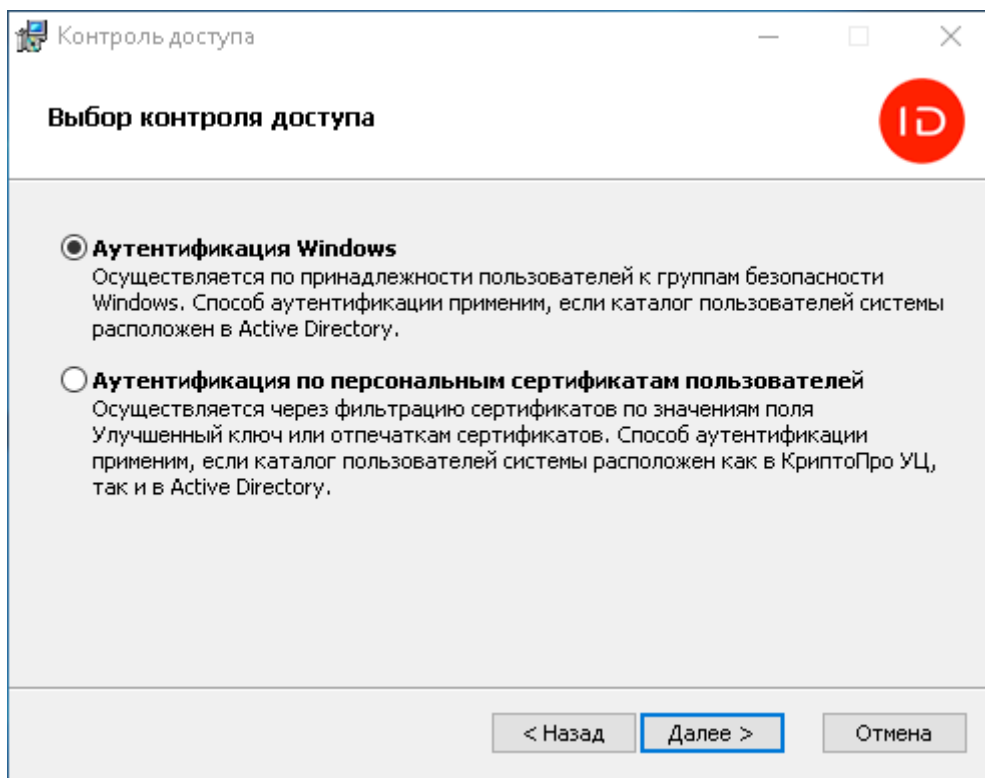 Контроль доступа
Выбор контроля доступа
ID
Аутентификация Windows
Осуществляется по принадлежности пользователей к группам безопасности
Windows. Способ аутентификации применим, если каталог пользователей системы
расположен в Active Directory.
Аутентификация по персональным сертификатам пользователей
Осуществляется через фильтрацию сертификатов по значениям поля
Улучшенный ключ или отпечаткам сертификатов. Способ аутентификации
применим, если каталог пользователей системы расположен как в КриптоПро УЦ,
так и в Active Directory.
< Назад
Далее >
Отмена